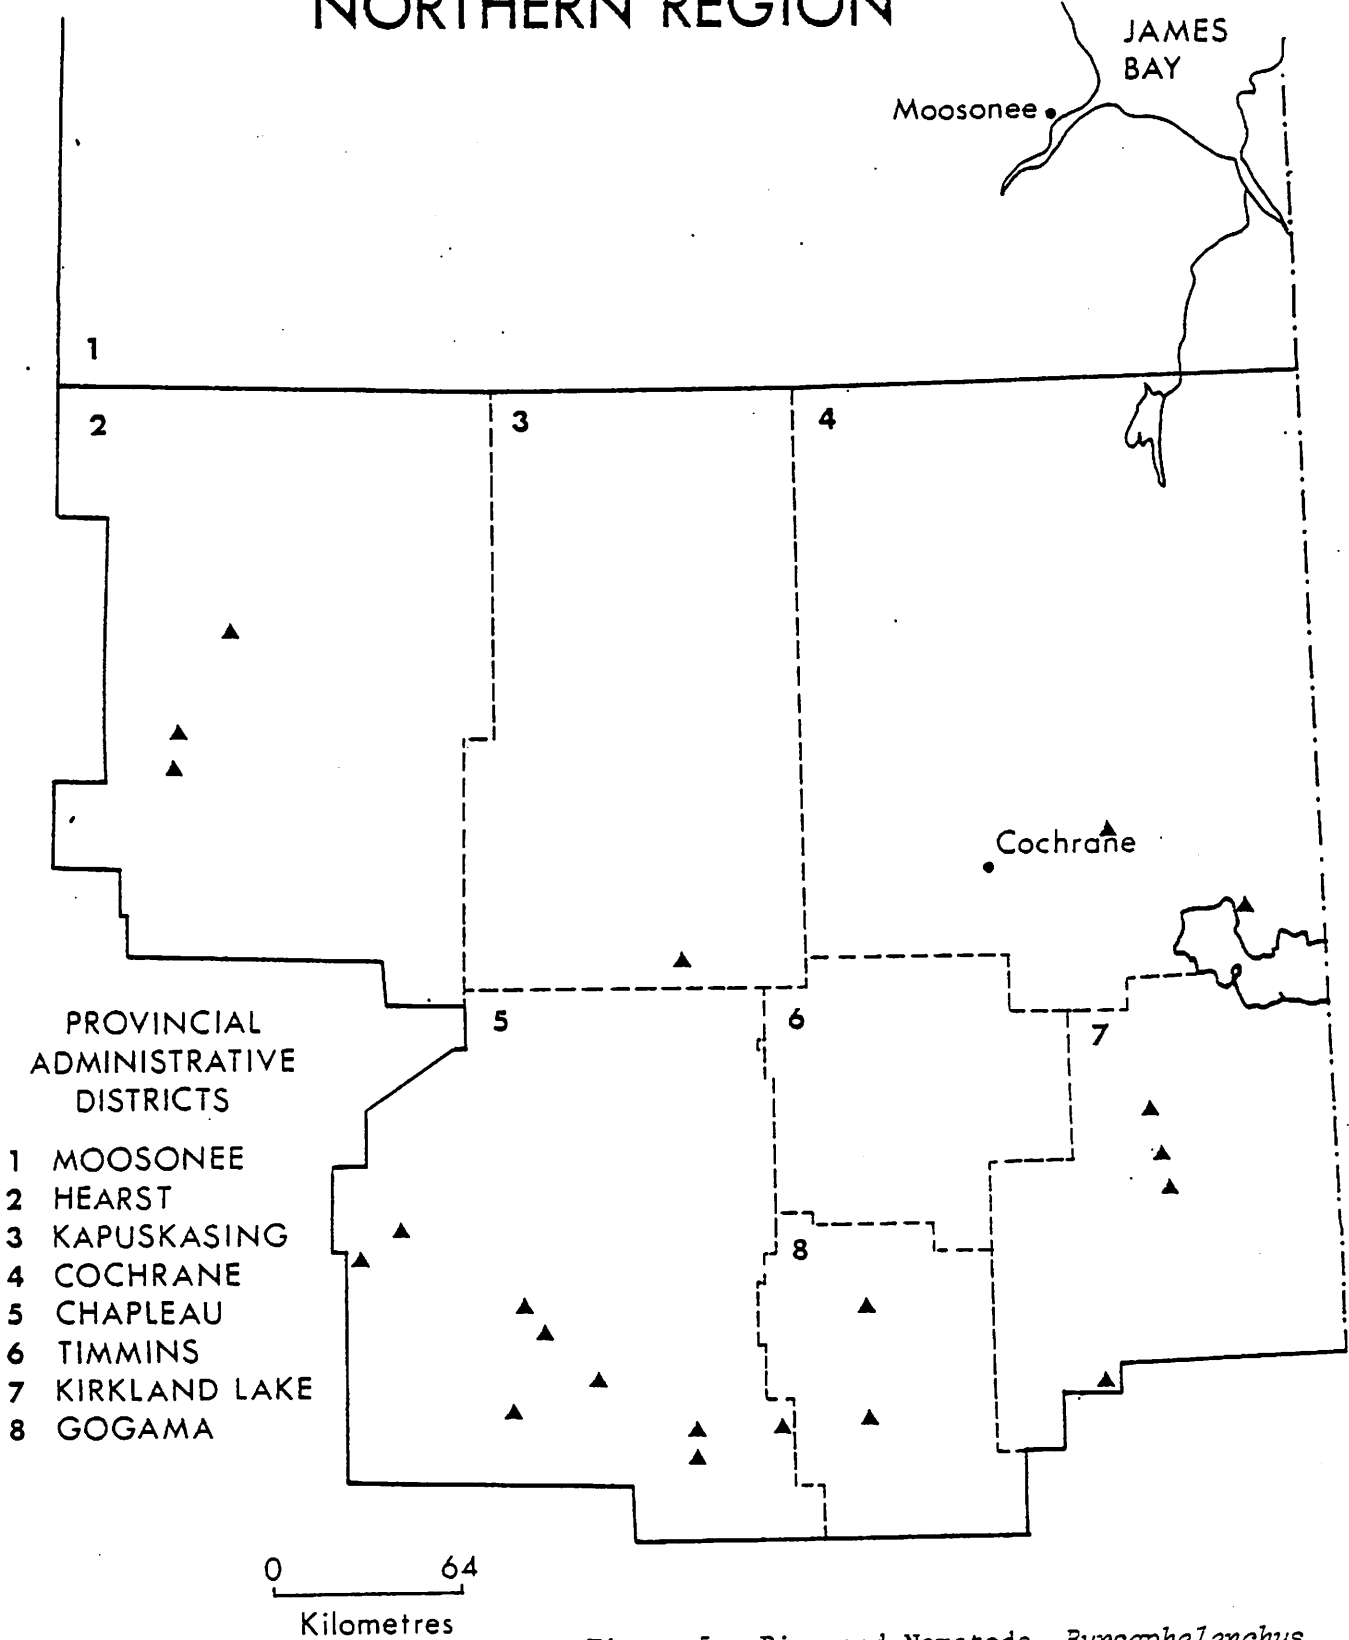 NORTHERN REGION
JAMES
BAY
Moosonee
1
2
3
4
Cochrane
5
6
7
8
PROVINCIAL
ADMINISTRATIVE
DISTRICTS
1 MOOSONEE
2 HEARST
3 KAPUSKASING
4 COCHRANE
5 CHAPLEAU
6 TIMMINS
7 KIRKLAND LAKE
8 GOGAMA
0 64
Kilometres
Nematode, Bursaphelenchus